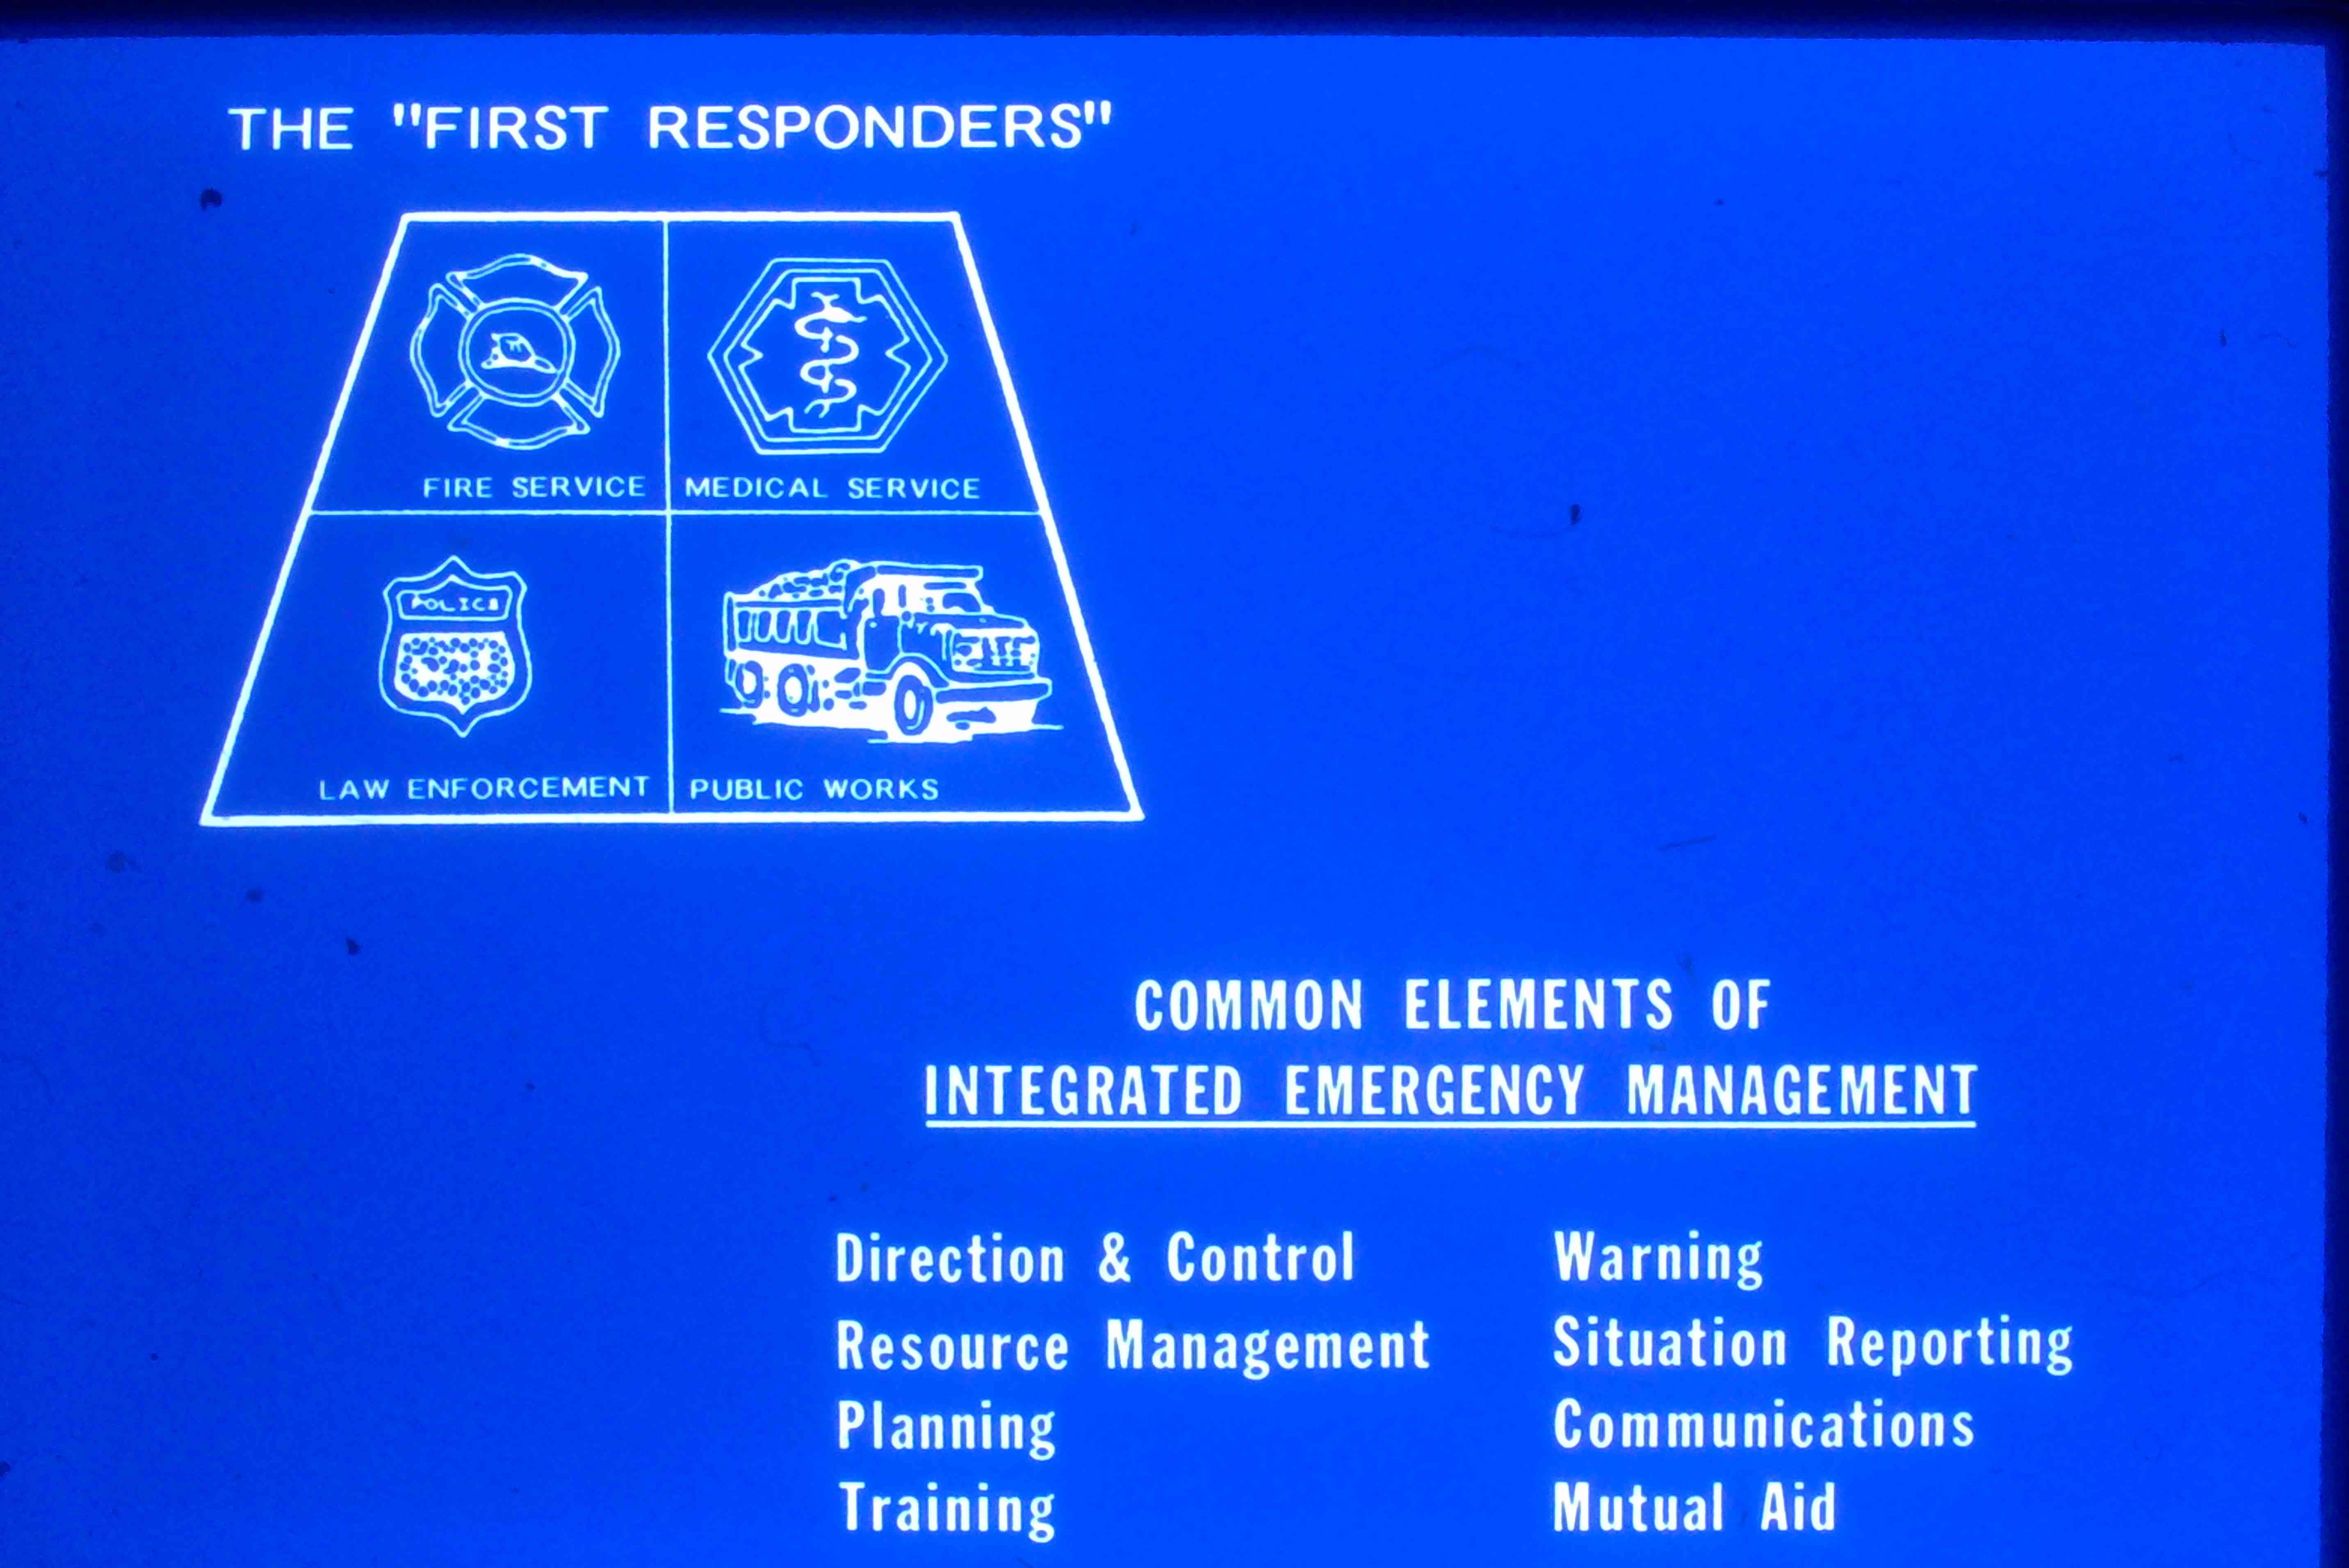 THE "FIRST RESPONDERS"
FIRE SERVICE
MEDICAL SERVICE
POLICE
LAW ENFORCEMENT
PUBLIC WORKS
COMMON ELEMENTS OF
INTEGRATED EMERGENCY MANAGEMENT
Direction & Control
Resource Management
Planning
Training
Warning
Situation Reporting
Communications
Mutual Aid